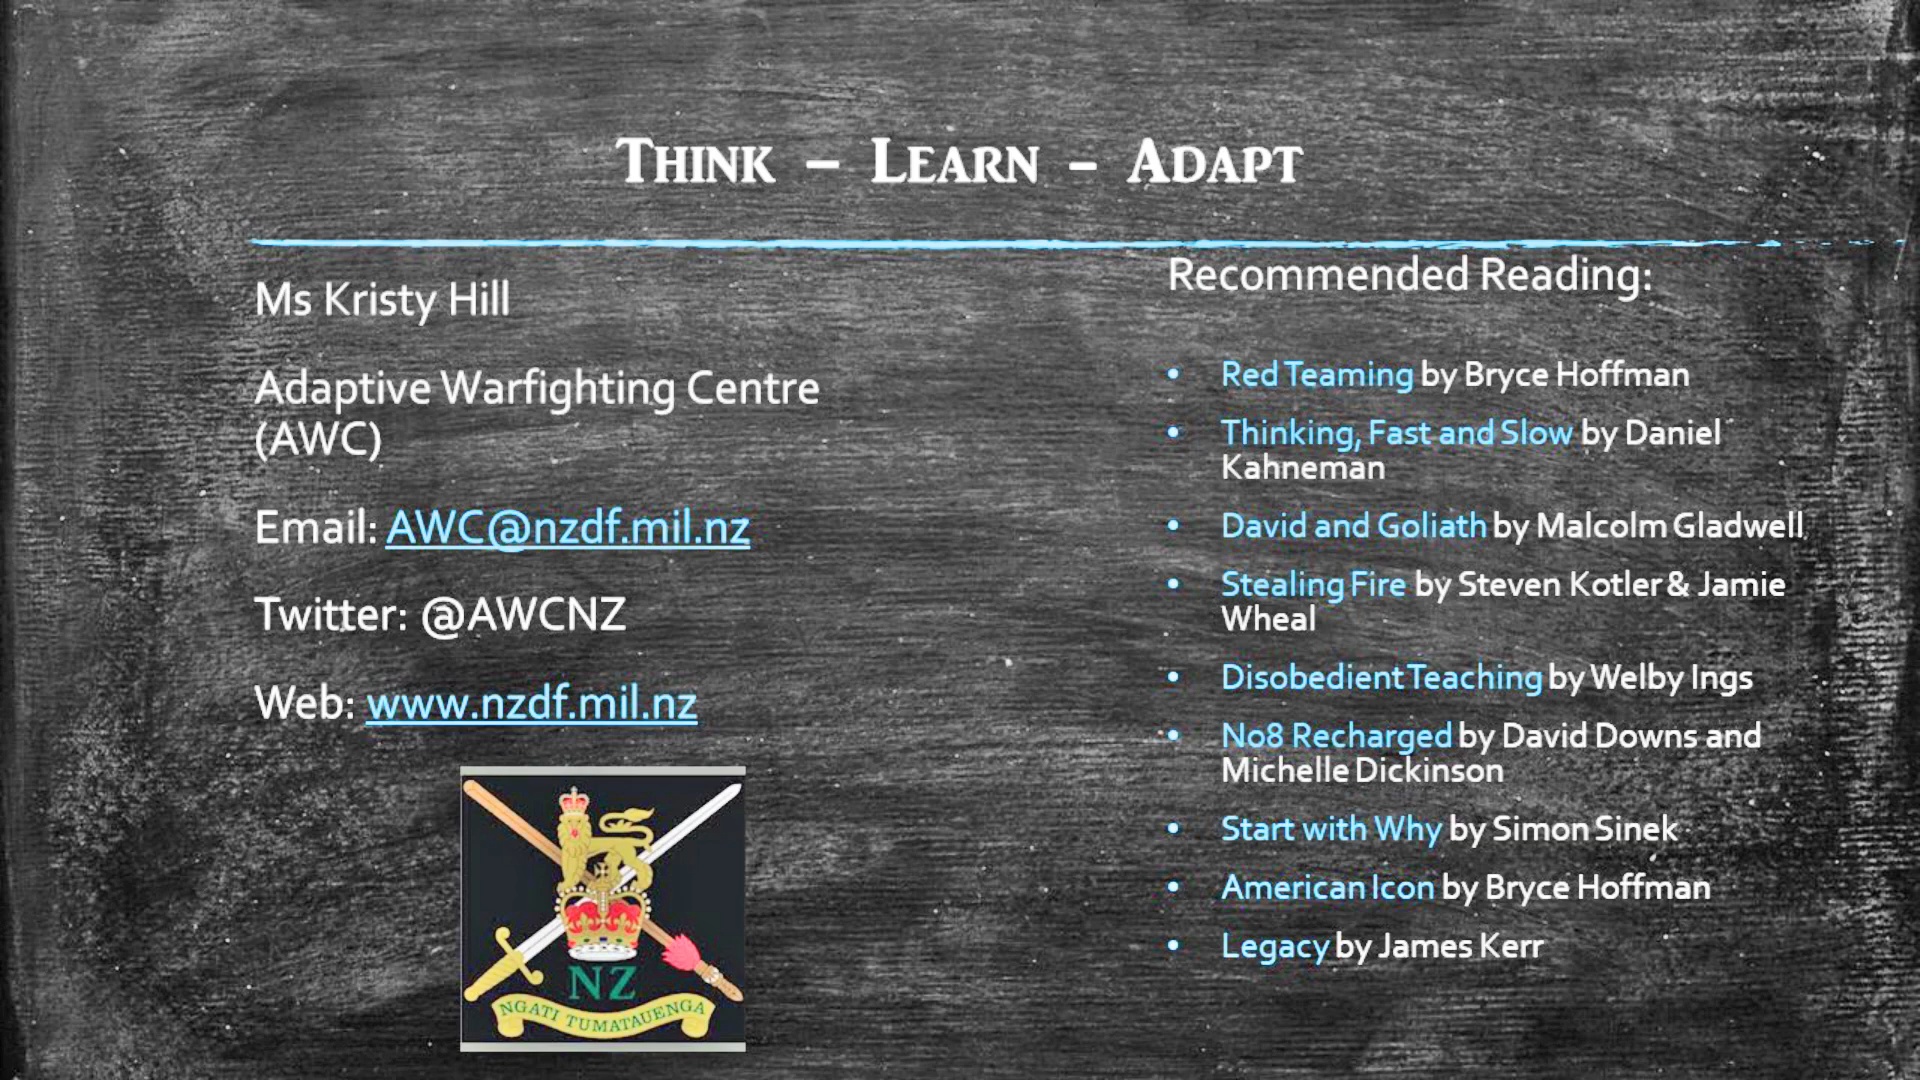 THINK – LEARN – ADAPT
Ms Kristy Hill
Adaptive Warfighting Centre
(AWC)
Email: AWC@nzdf.mil.nz
Twitter: @AWCNZ
Web: www.nzdf.mil.nz
NZ
NGATI TUMATAUENGA
Recommended Reading:
• Red Teaming by Bryce Hoffman
• Thinking, Fast and Slow by Daniel
Kahneman
• David and Goliath by Malcolm Gladwell
• Stealing Fire by Steven Kotler & Jamie
Wheal
• Disobedient Teaching by Welby Ings
• No8 Recharged by David Downs and
Michelle Dickinson
• Start with Why by Simon Sinek
• American Icon by Bryce Hoffman
• Legacy by James Kerr